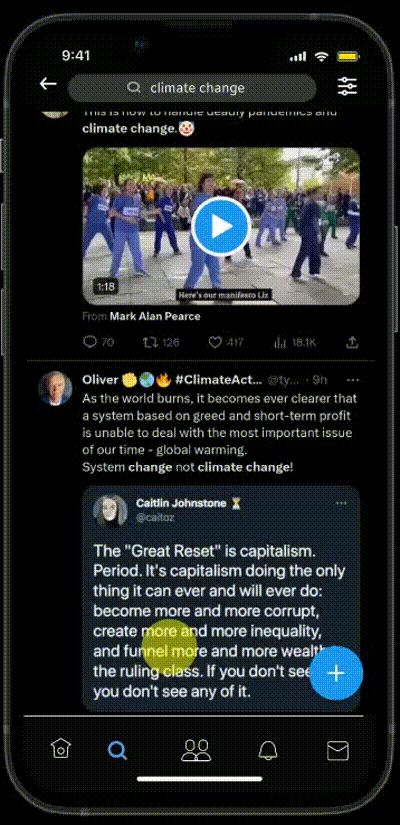 9:41
climate change
This is how to handle deadly pandemics and
climate change.🤡
Here's our manifesto Liz
1:18
From Mark Alan Pearce
70 126 417 18.1K
Oliver ✊🌍🔥 #ClimateAct... @ty... · 9h ...
As the world burns, it becomes ever clearer that
a system based on greed and short-term profit
is unable to deal with the most important issue
of our time - global warming.
System change not climate change!
Caitlin Johnstone ⏳ ...
@caitoz
The "Great Reset" is capitalism.
Period. It's capitalism doing the only
thing it can ever and will ever do:
become more and more corrupt,
create more and more inequality,
and funnel more and more wealth
the ruling class. If you don't see
you don't see any of it.